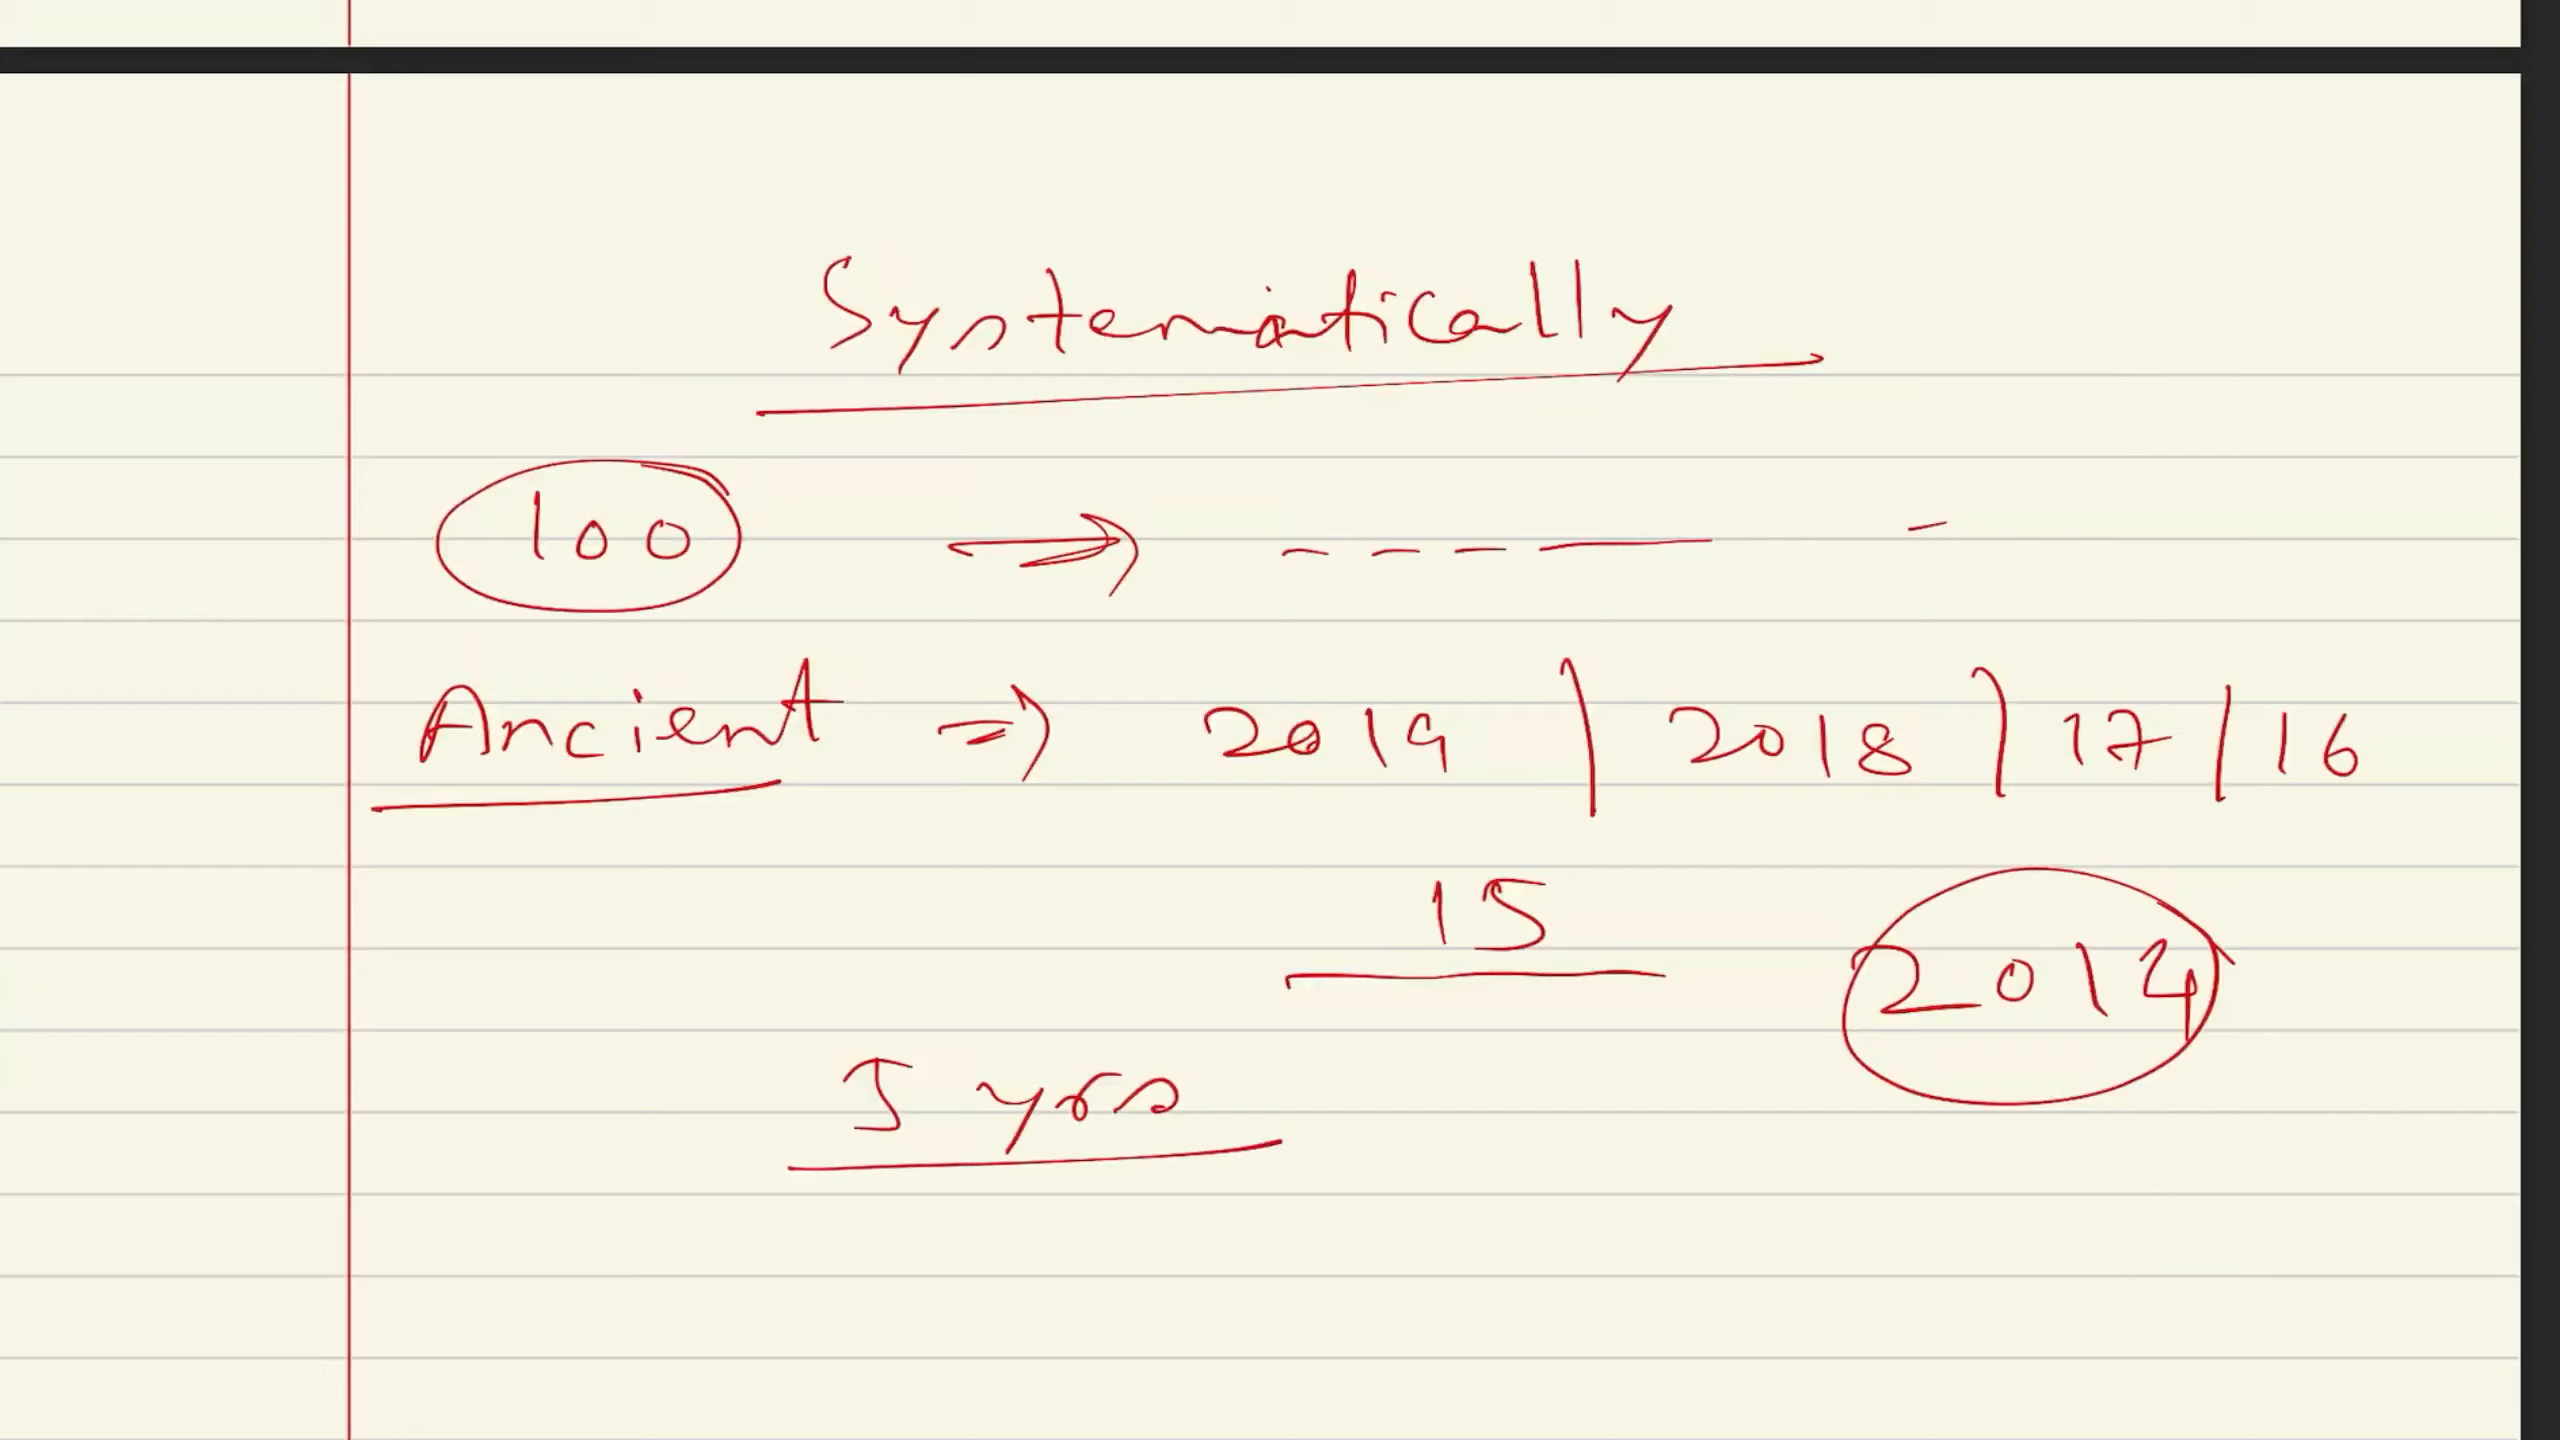 Systematically
100 ⇒ - - - — -
Ancient ⇒ 2019 | 2018 | 17 | 16
15 2014
5 yrs